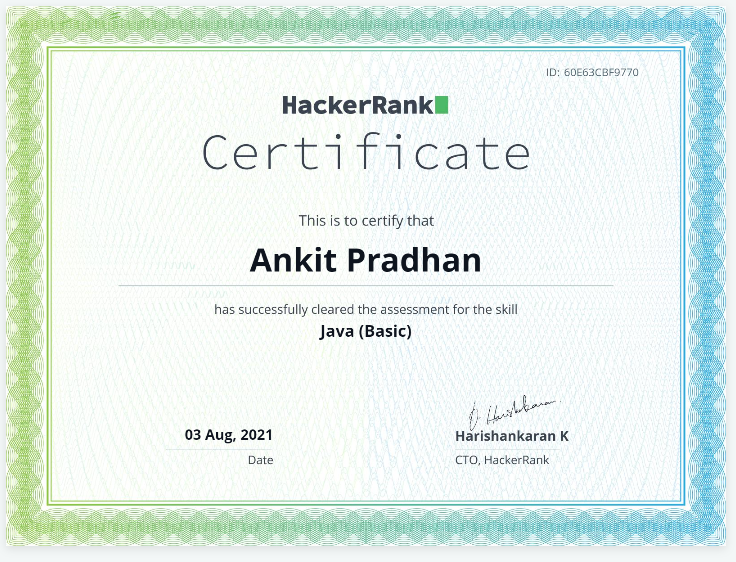 ID: 60E63CBF9770
HackerRank
Certificate
This is to certify that
Ankit Pradhan
has successfully cleared the assessment for the skill
Java (Basic)
03 Aug, 2021
Date
Harishankaran K
CTO, HackerRank